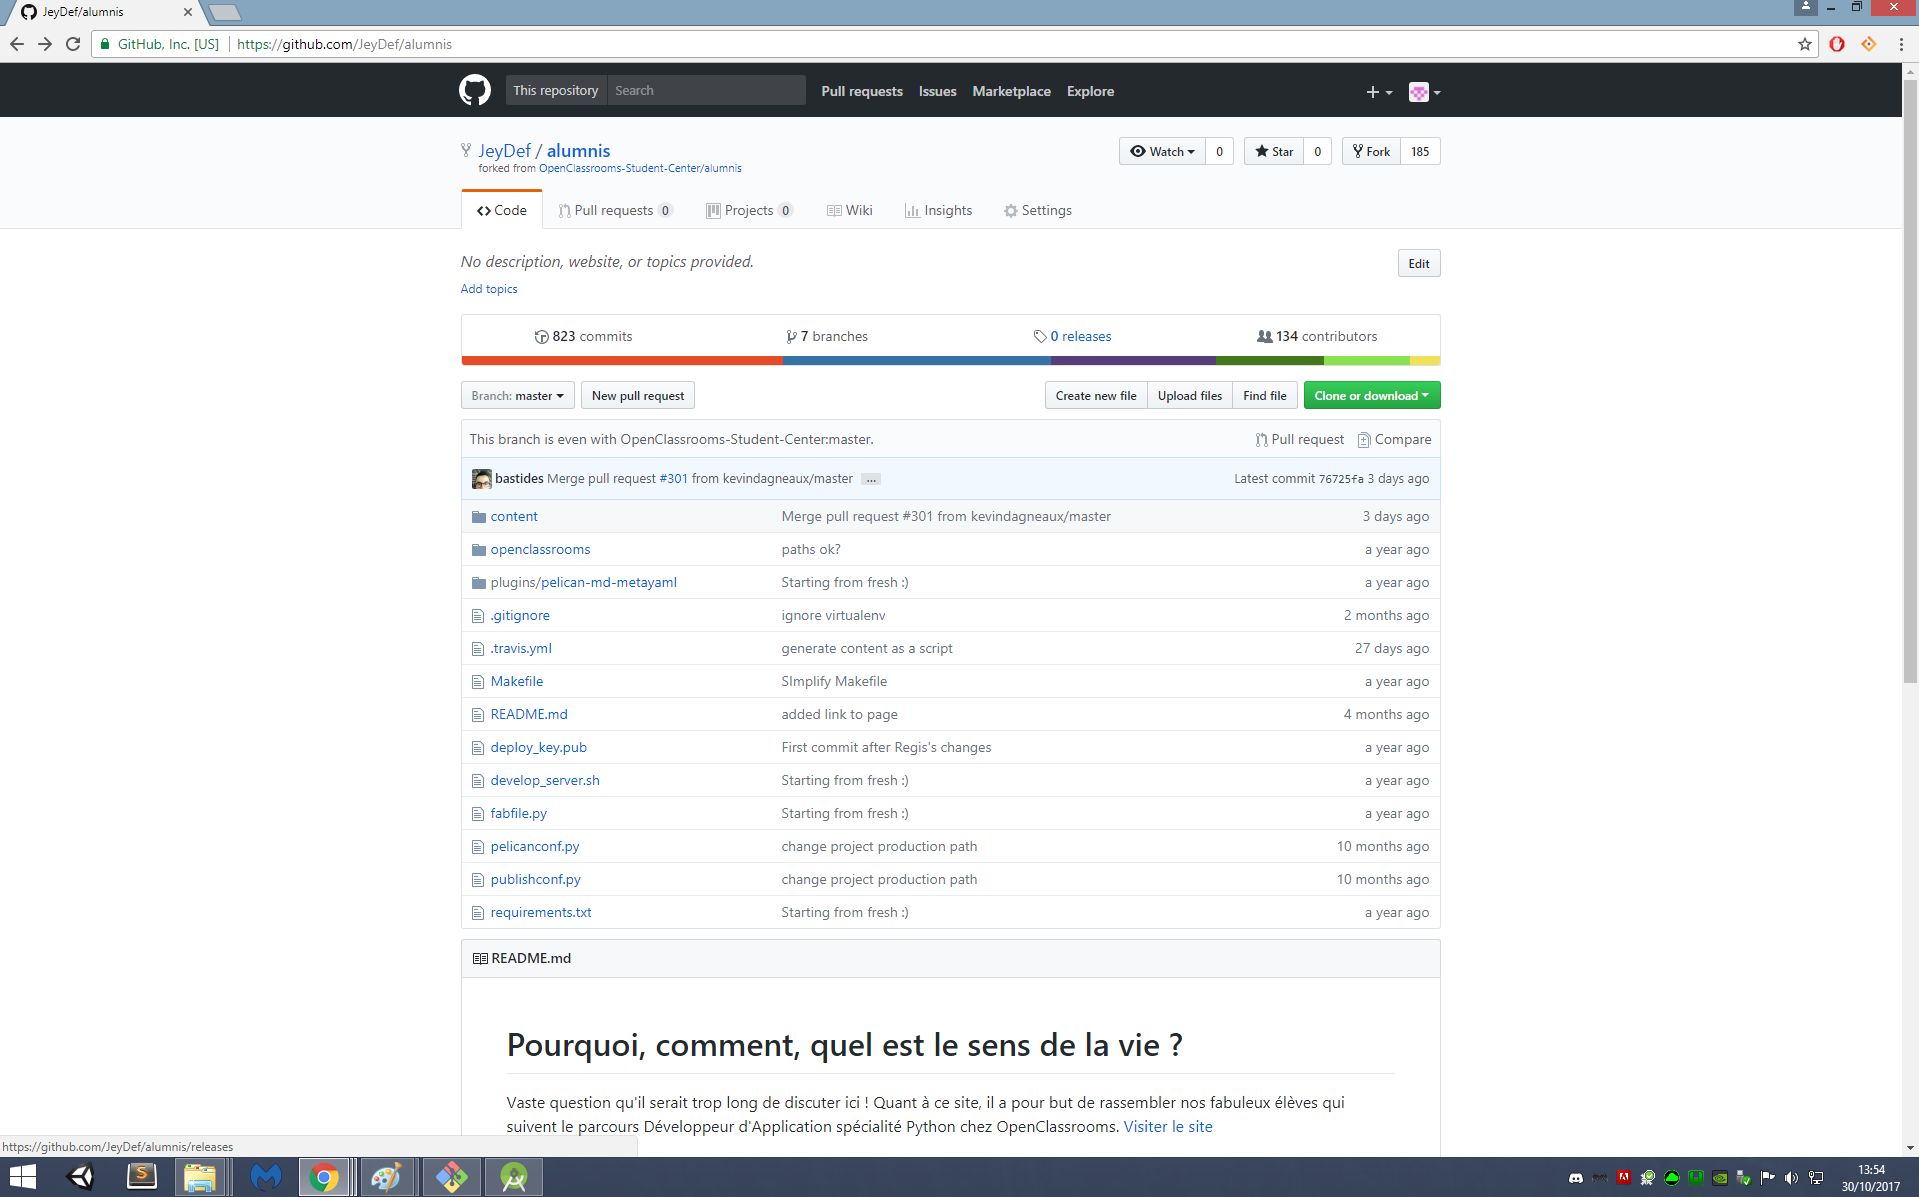 JeyDef/alumnis
GitHub, Inc. [US] https://github.com/JeyDef/alumnis
This repository Search Pull requests Issues Marketplace Explore
JeyDef / alumnis
Watch 0 Star 0 Fork 185
forked from OpenClassrooms-Student-Center/alumnis
Code Pull requests 0 Projects 0 Wiki Insights Settings
No description, website, or topics provided.
Edit
Add topics
823 commits 7 branches 0 releases 134 contributors
Branch: master New pull request Create new file Upload files Find file Clone or download
This branch is even with OpenClassrooms-Student-Center:master. Pull request Compare
bastides Merge pull request #301 from kevindagneaux/master ... Latest commit 76725fa 3 days ago
content Merge pull request #301 from kevindagneaux/master 3 days ago
openclassrooms paths ok? a year ago
plugins/pelican-md-metayaml Starting from fresh :) a year ago
.gitignore ignore virtualenv 2 months ago
.travis.yml generate content as a script 27 days ago
Makefile SImplify Makefile a year ago
README.md added link to page 4 months ago
deploy_key.pub First commit after Regis's changes a year ago
develop_server.sh Starting from fresh :) a year ago
fabfile.py Starting from fresh :) a year ago
pelicanconf.py change project production path 10 months ago
publishconf.py change project production path 10 months ago
requirements.txt Starting from fresh :) a year ago
README.md
Pourquoi, comment, quel est le sens de la vie ?
Vaste question qu'il serait trop long de discuter ici ! Quant à ce site, il a pour but de rassembler nos fabuleux élèves qui
suivent le parcours Développeur d'Application spécialité Python chez OpenClassrooms. Visiter le site
https://github.com/JeyDef/alumnis/releases
13:54
30/10/2017